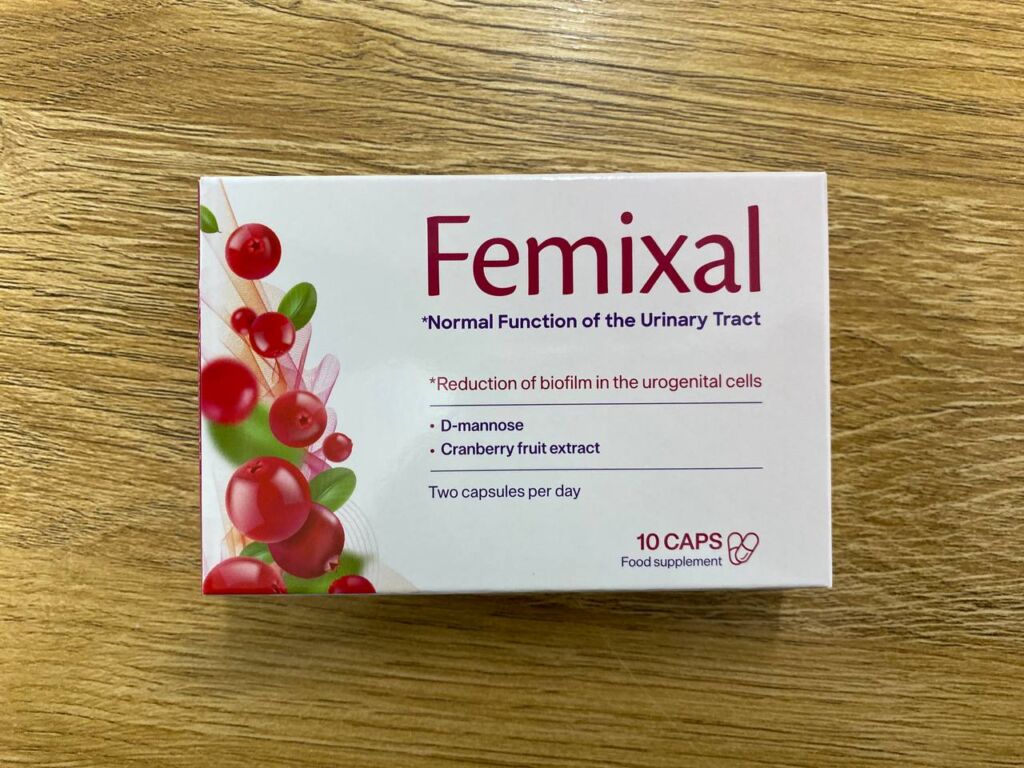 Femixal
*Normal Function of the Urinary Tract
*Reduction of biofilm in the urogenital cells
• D-mannose
• Cranberry fruit extract
Two capsules per day
10 CAPS
Food supplement